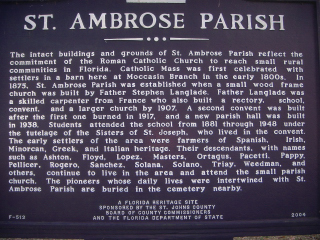 ST. AMBROSE PARISH
The intact buildings and grounds of St. Ambrose Parish reflect the
commitment of the Roman Catholic Church to reach small rural
communities in Florida. Catholic Mass was first celebrated with
settlers in a barn here at Moccasin Branch in the early 1800s. In
1875, St. Ambrose Parish was established when a small wood frame
church was built by Father Stephen Langlade. Father Langlade was
a skilled carpenter from France who also built a rectory, school,
convent, and a larger church by 1907. A second convent was built
after the first one burned in 1917, and a new parish hall was built
in 1938. Students attended the school from 1881 through 1948 under
the tutelage of the Sisters of St. Joseph, who lived in the convent.
The early settlers of the area were farmers of Spanish, Irish,
Minorcan, Greek, and Italian heritage. Their descendants, with names
such as Ashton, Floyd, Lopez, Masters, Ortagus, Pacetti, Pappy,
Pellicer, Rogero, Sanchez, Solana, Solano, Triay, Weedman, and
others, continue to live in the area and attend the small parish
church. The pioneers whose daily lives were intertwined with St.
Ambrose Parish are buried in the cemetery nearby.
A FLORIDA HERITAGE SITE
SPONSORED BY THE ST. JOHNS COUNTY
BOARD OF COUNTY COMMISSIONERS
F-513 AND THE FLORIDA DEPARTMENT OF STATE 2004